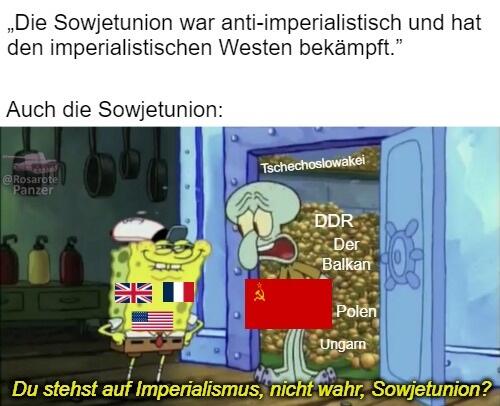 „Die Sowjetunion war anti-imperialistisch und hat
den imperialistischen Westen bekämpft.”
Auch die Sowjetunion:
Tschechoslowakei
@Rosarote
Panzer
DDR
Der
Balkan
Polen
Ungarn
Du stehst auf Imperialismus, nicht wahr, Sowjetunion?